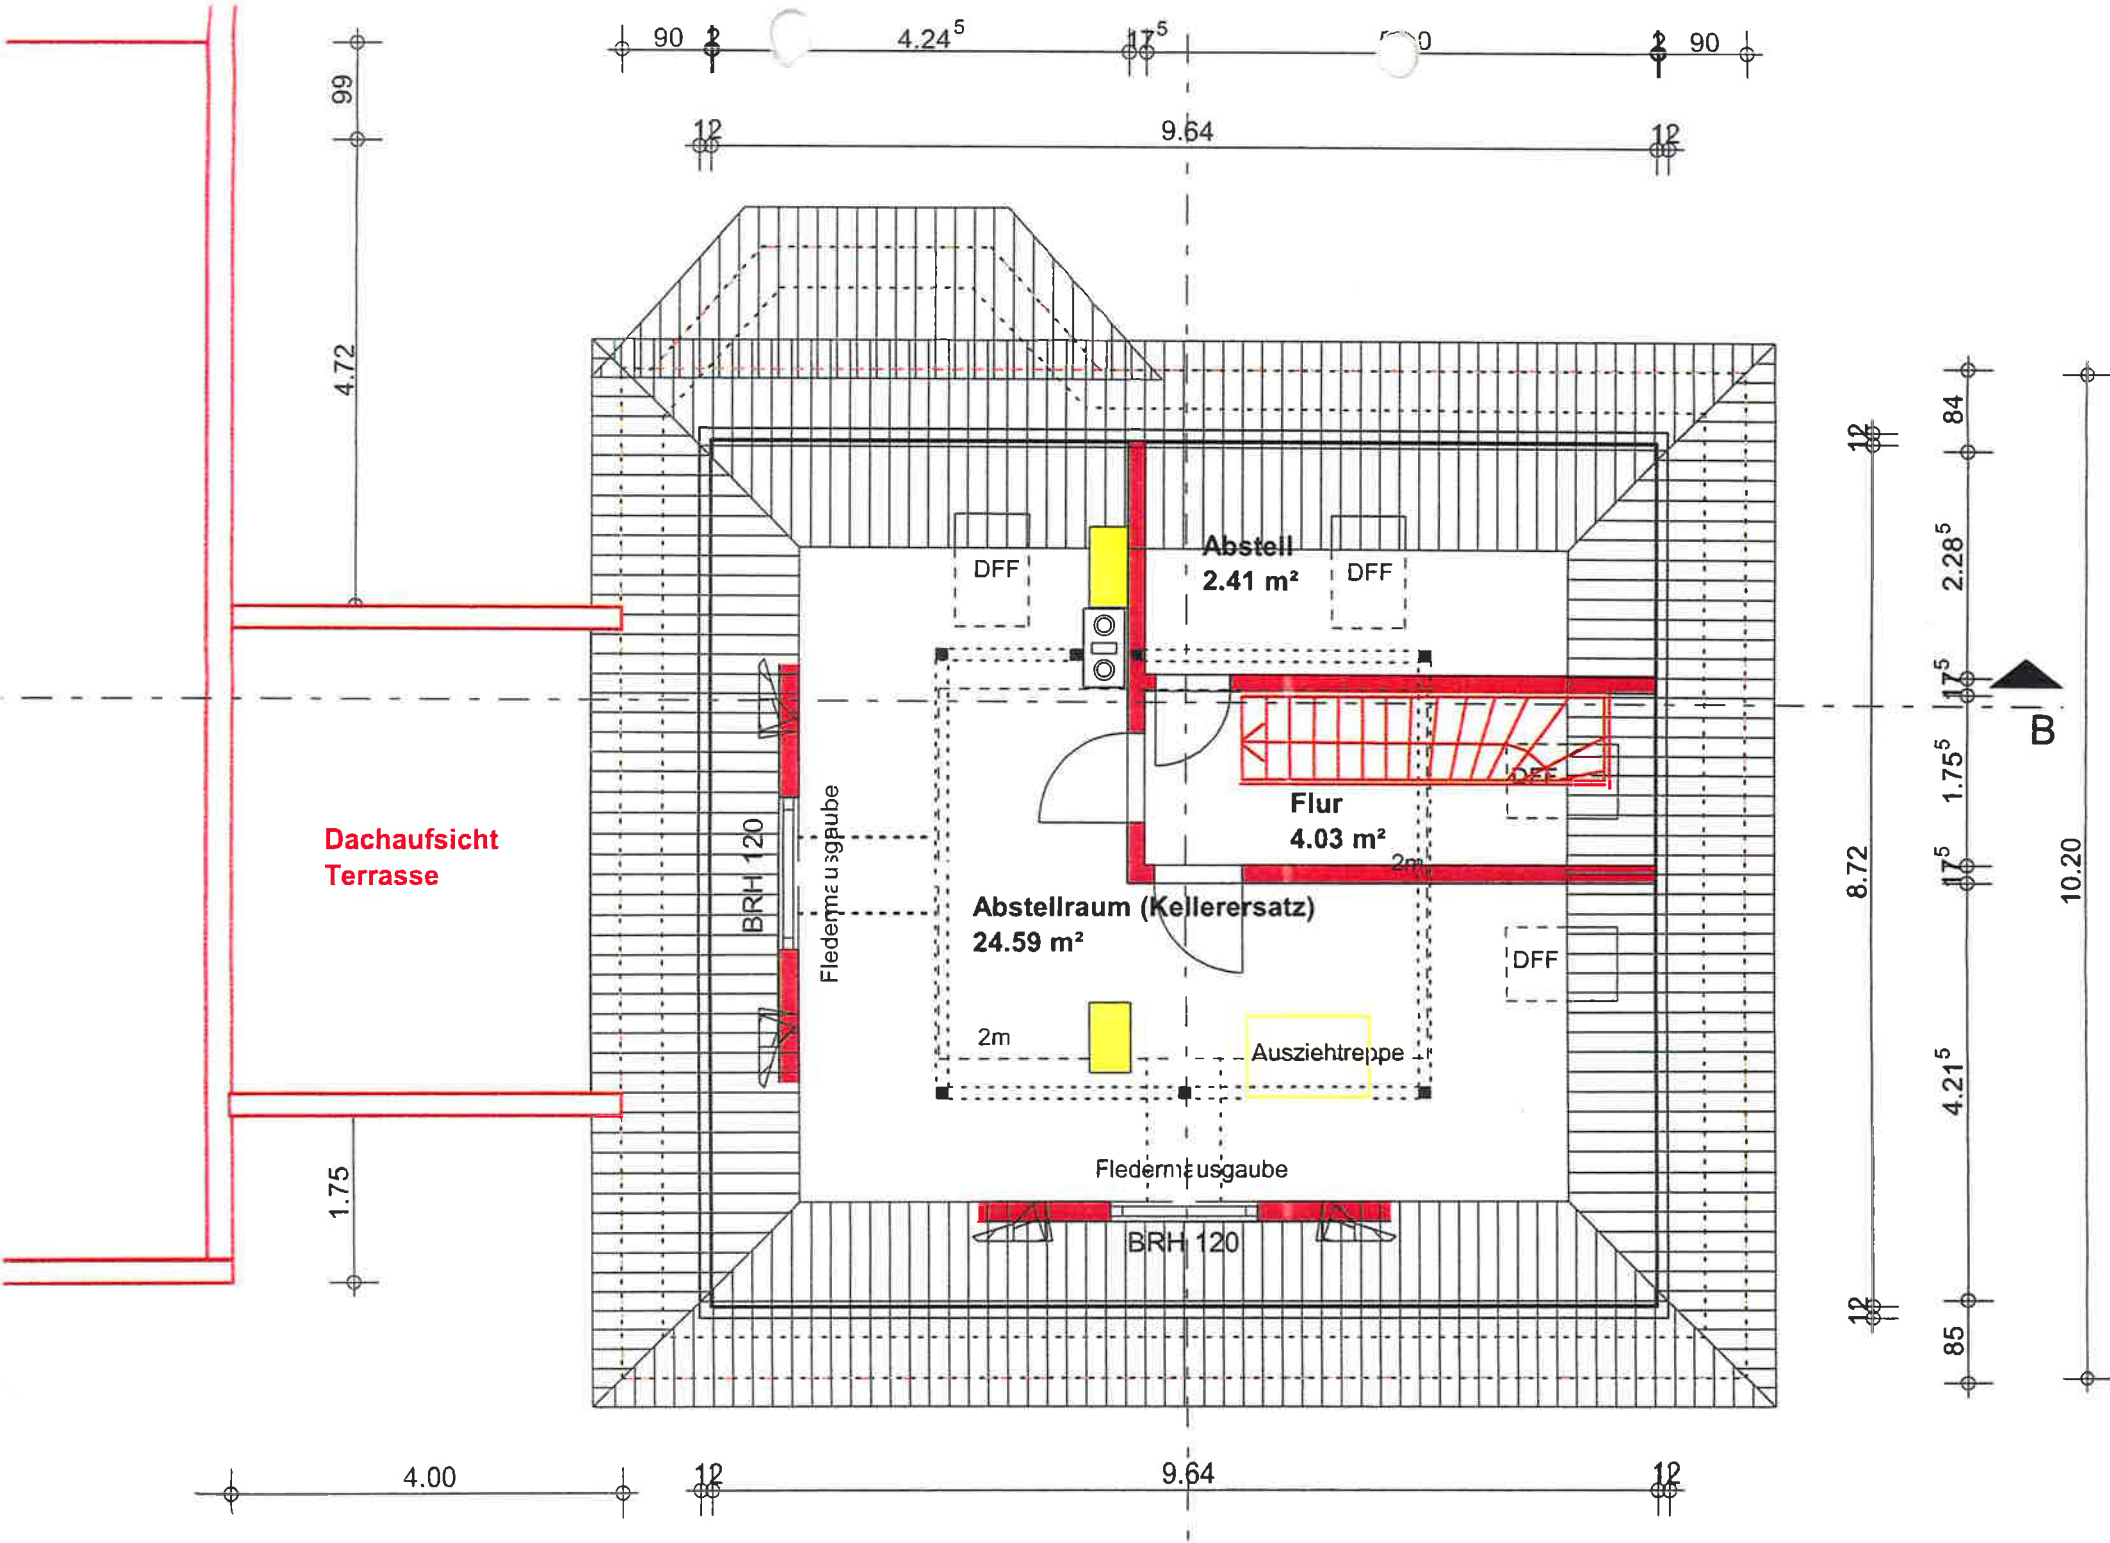 90
4.24⁵
17⁵
90
12
9.64
12
99
4.72
1.75
84
12
2.28⁵
17⁵
B
1.75⁵
17⁵
8.72
10.20
4.21⁵
12
85
Abstell
2.41 m²
DFF
DFF
DFF
Flur
4.03 m²
2m
Dachaufsicht
Terrasse
BRH 120
Fledermausgaube
Abstellraum (Kellerersatz)
24.59 m²
DFF
2m
Ausziehtreppe
Fledermausgaube
BRH 120
4.00
12
9.64
12